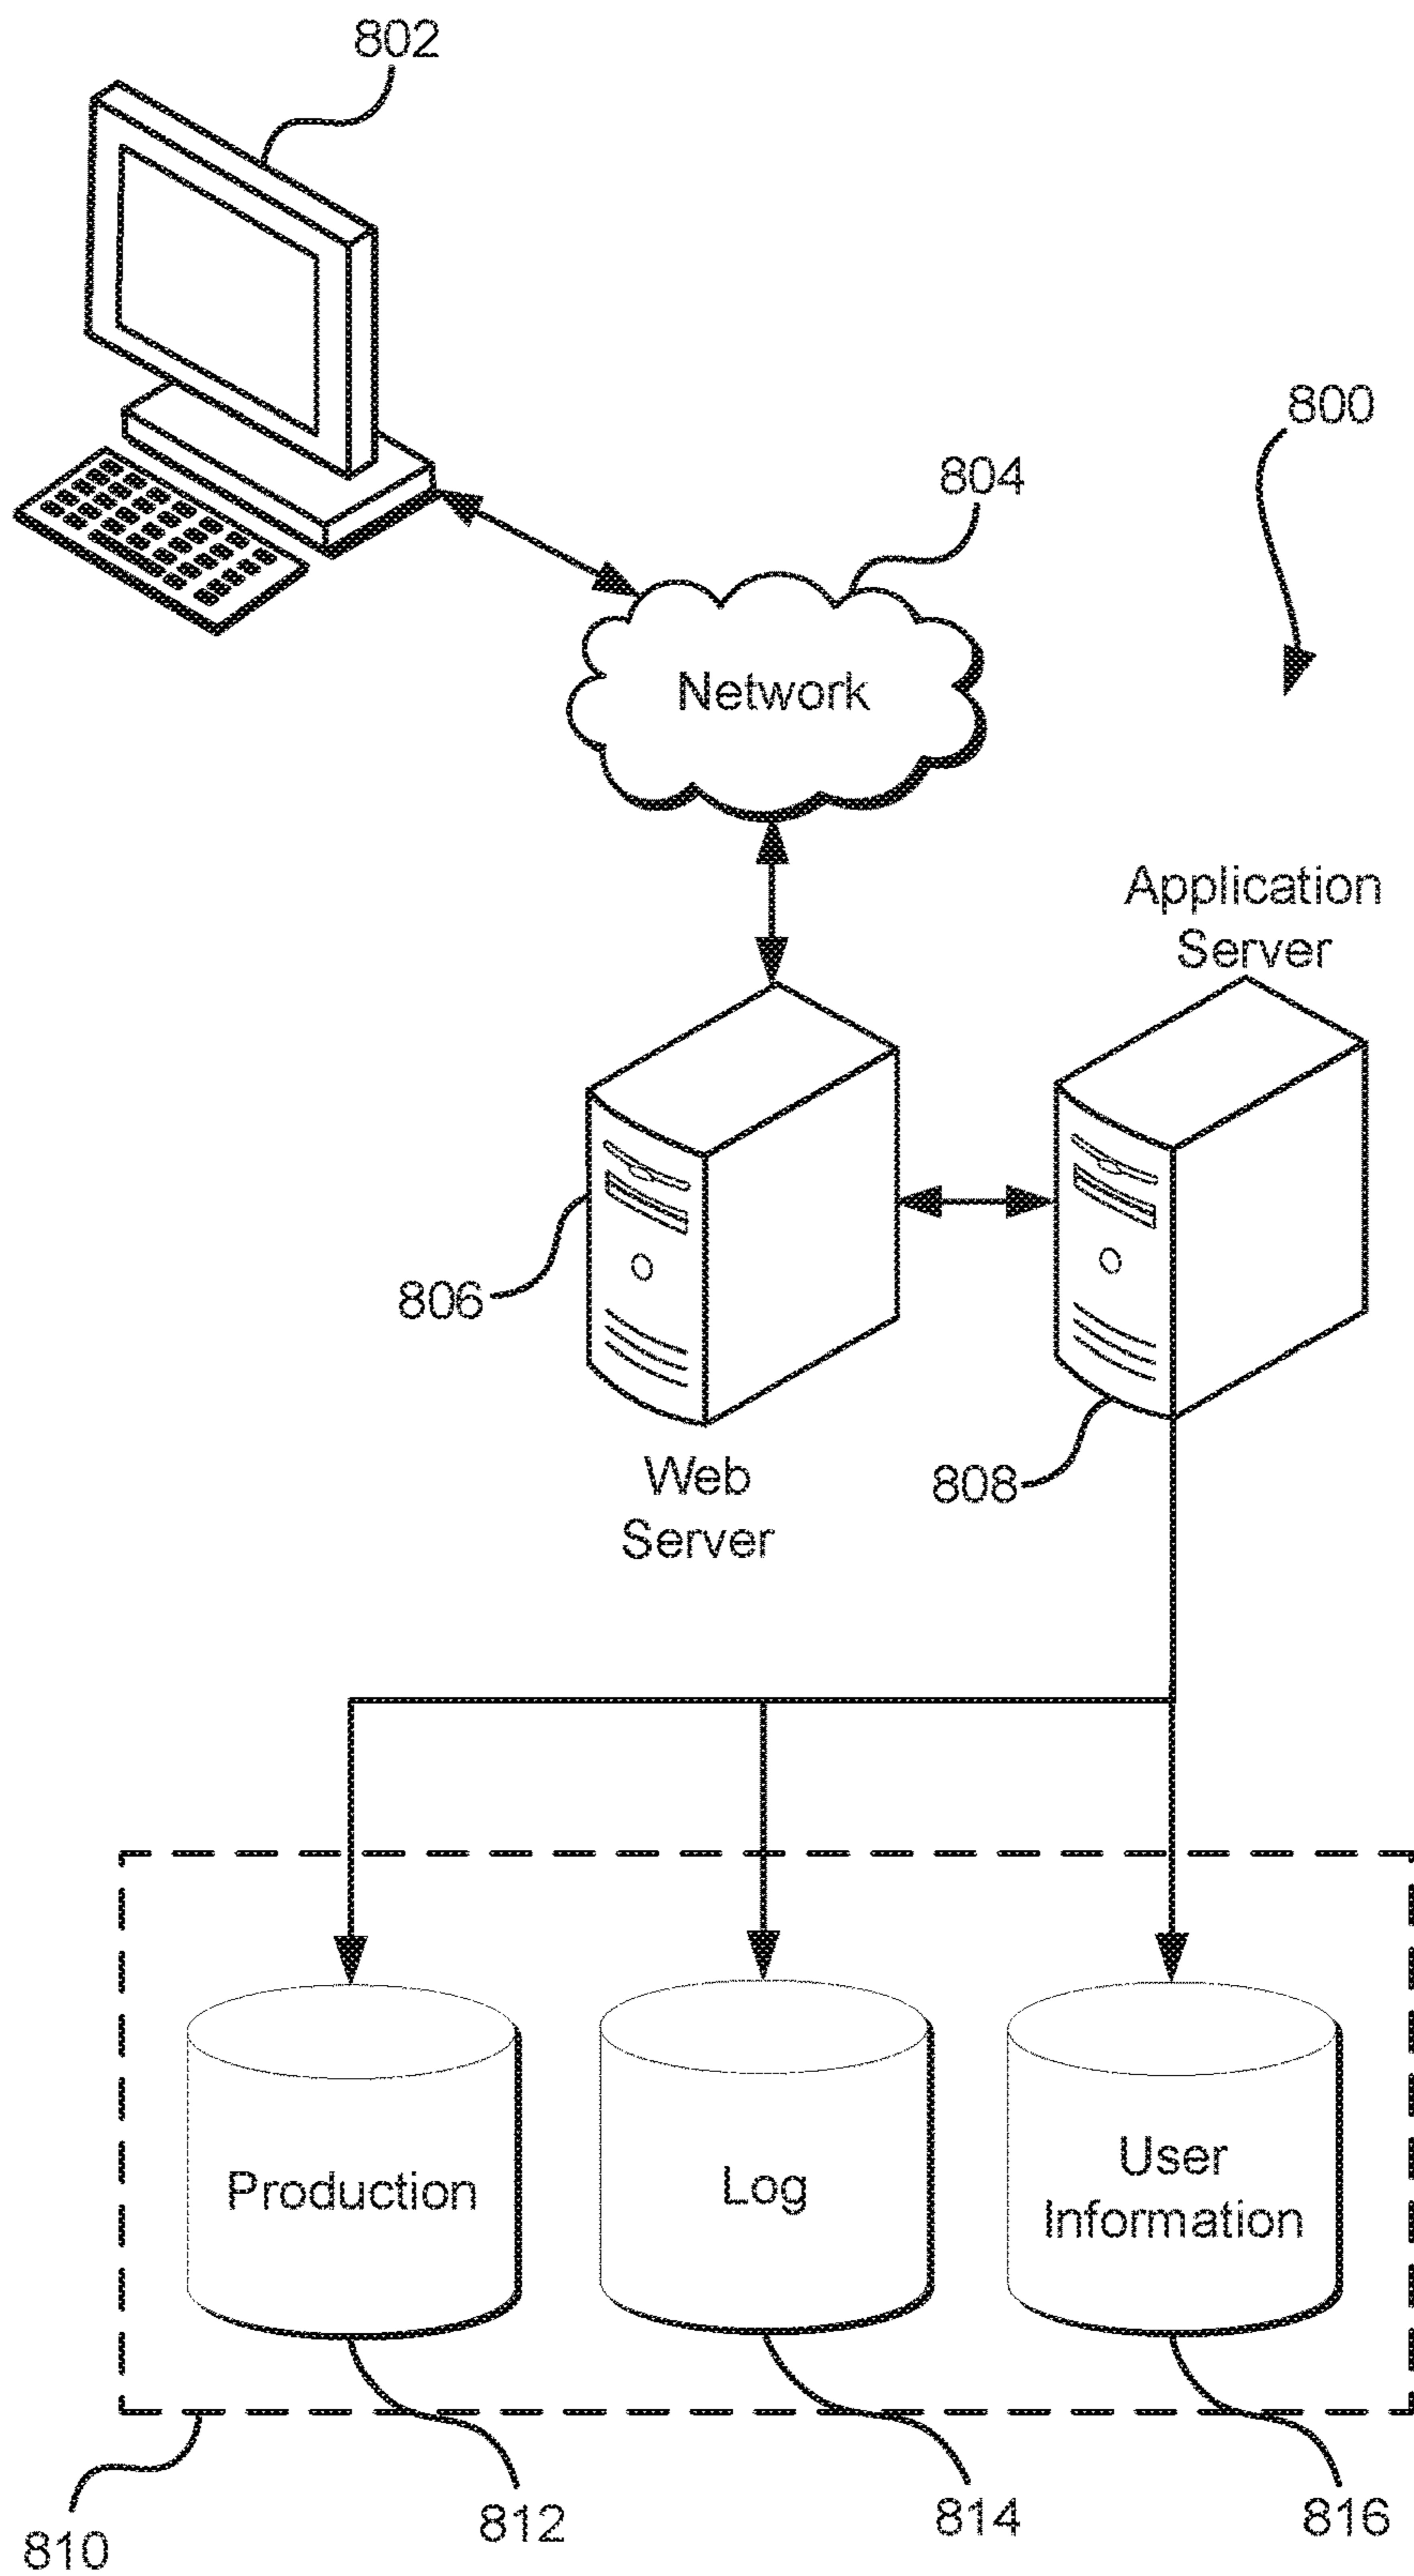 802
800
804
Network
Application
Server
806
808
Web
Server
Production
Log
User
Information
810
812
814
816